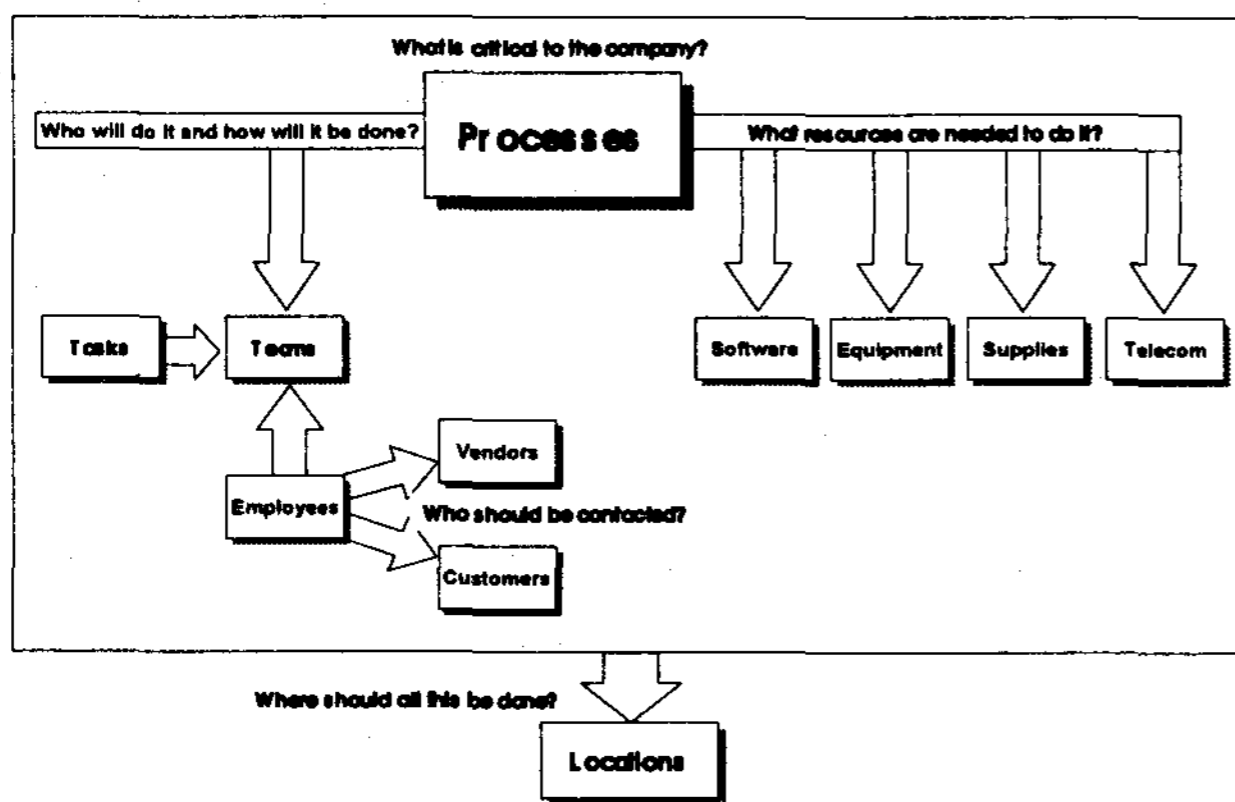 What is critical to the company?
Processes
Who will do it and how will it be done?
What resources are needed to do it?
Tasks
Teams
Software
Equipment
Supplies
Telecom
Vendors
Employees
Who should be contacted?
Customers
Where should all this be done?
Locations